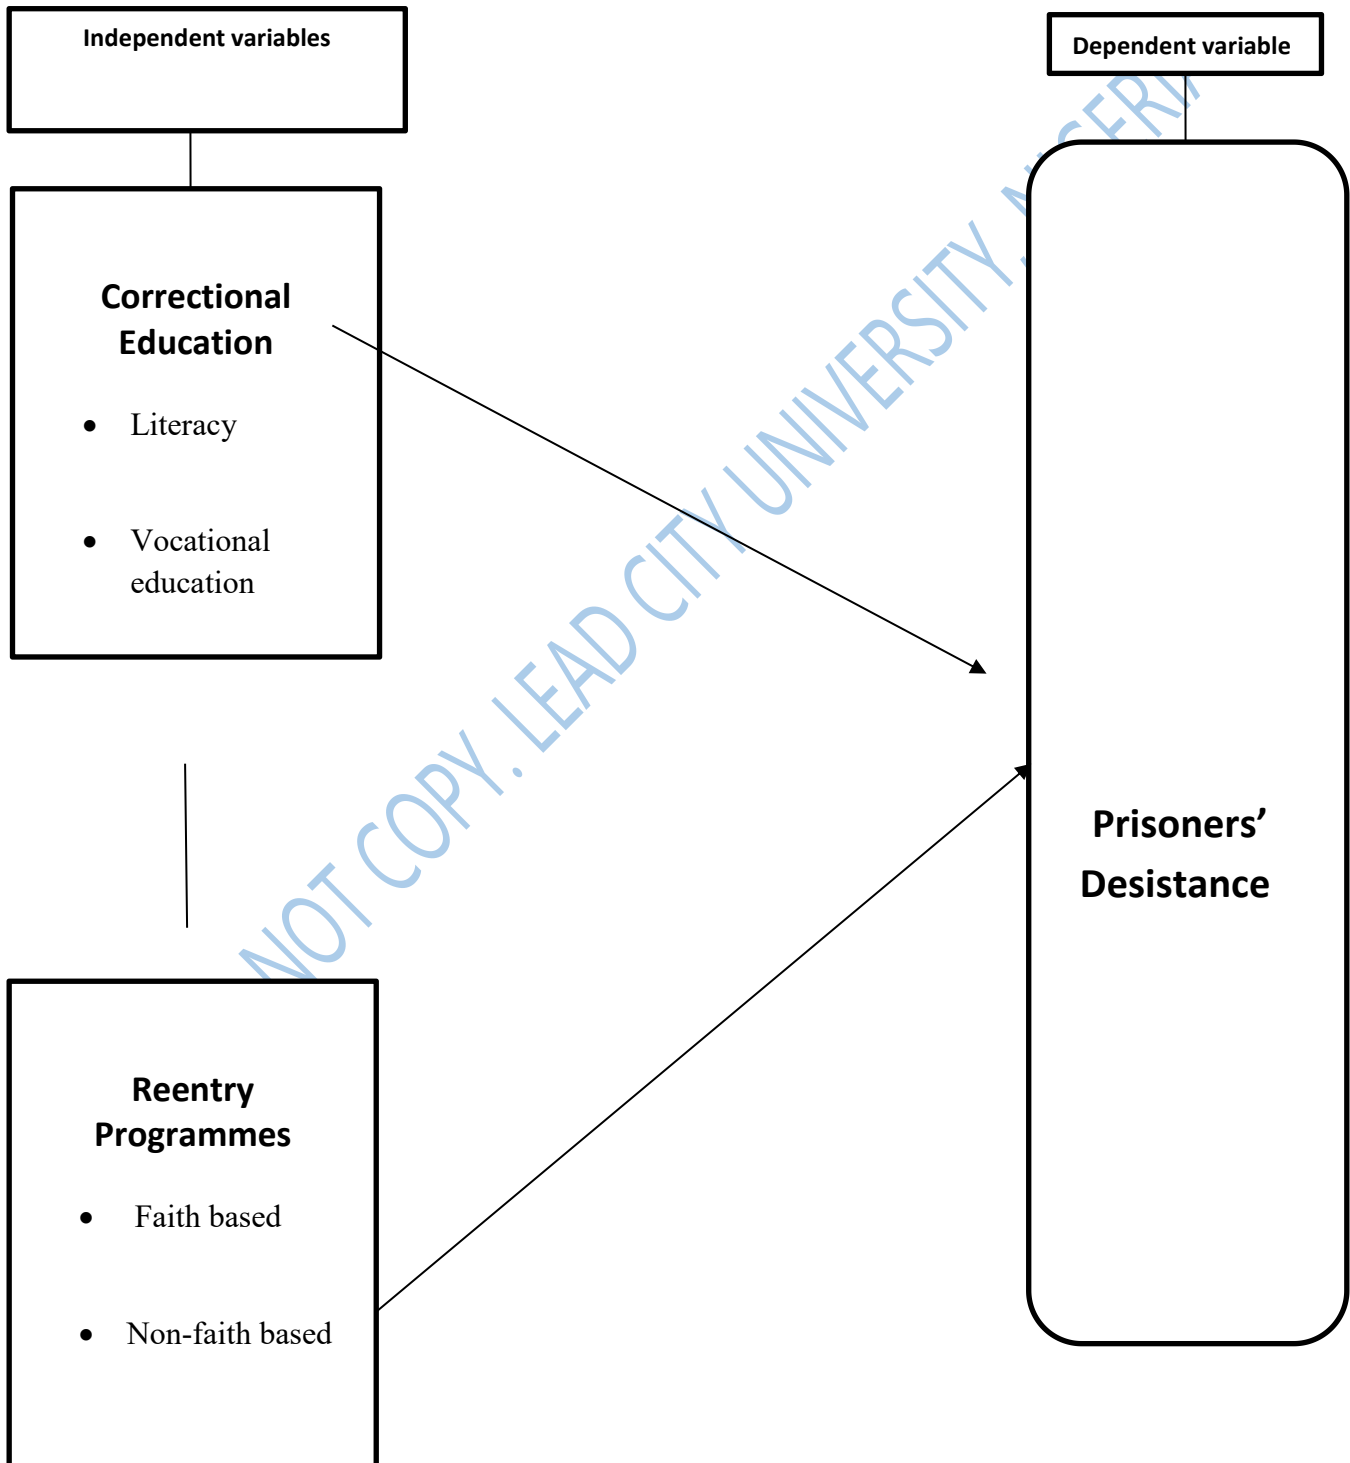 Independent variables
Dependent variable
Correctional
Education
• Literacy
• Vocational
education
Prisoners’
Desistance
Reentry
Programmes
• Faith based
• Non-faith based
NOT COPY. LEAD CITY UNIVERSITY, NIGERIA